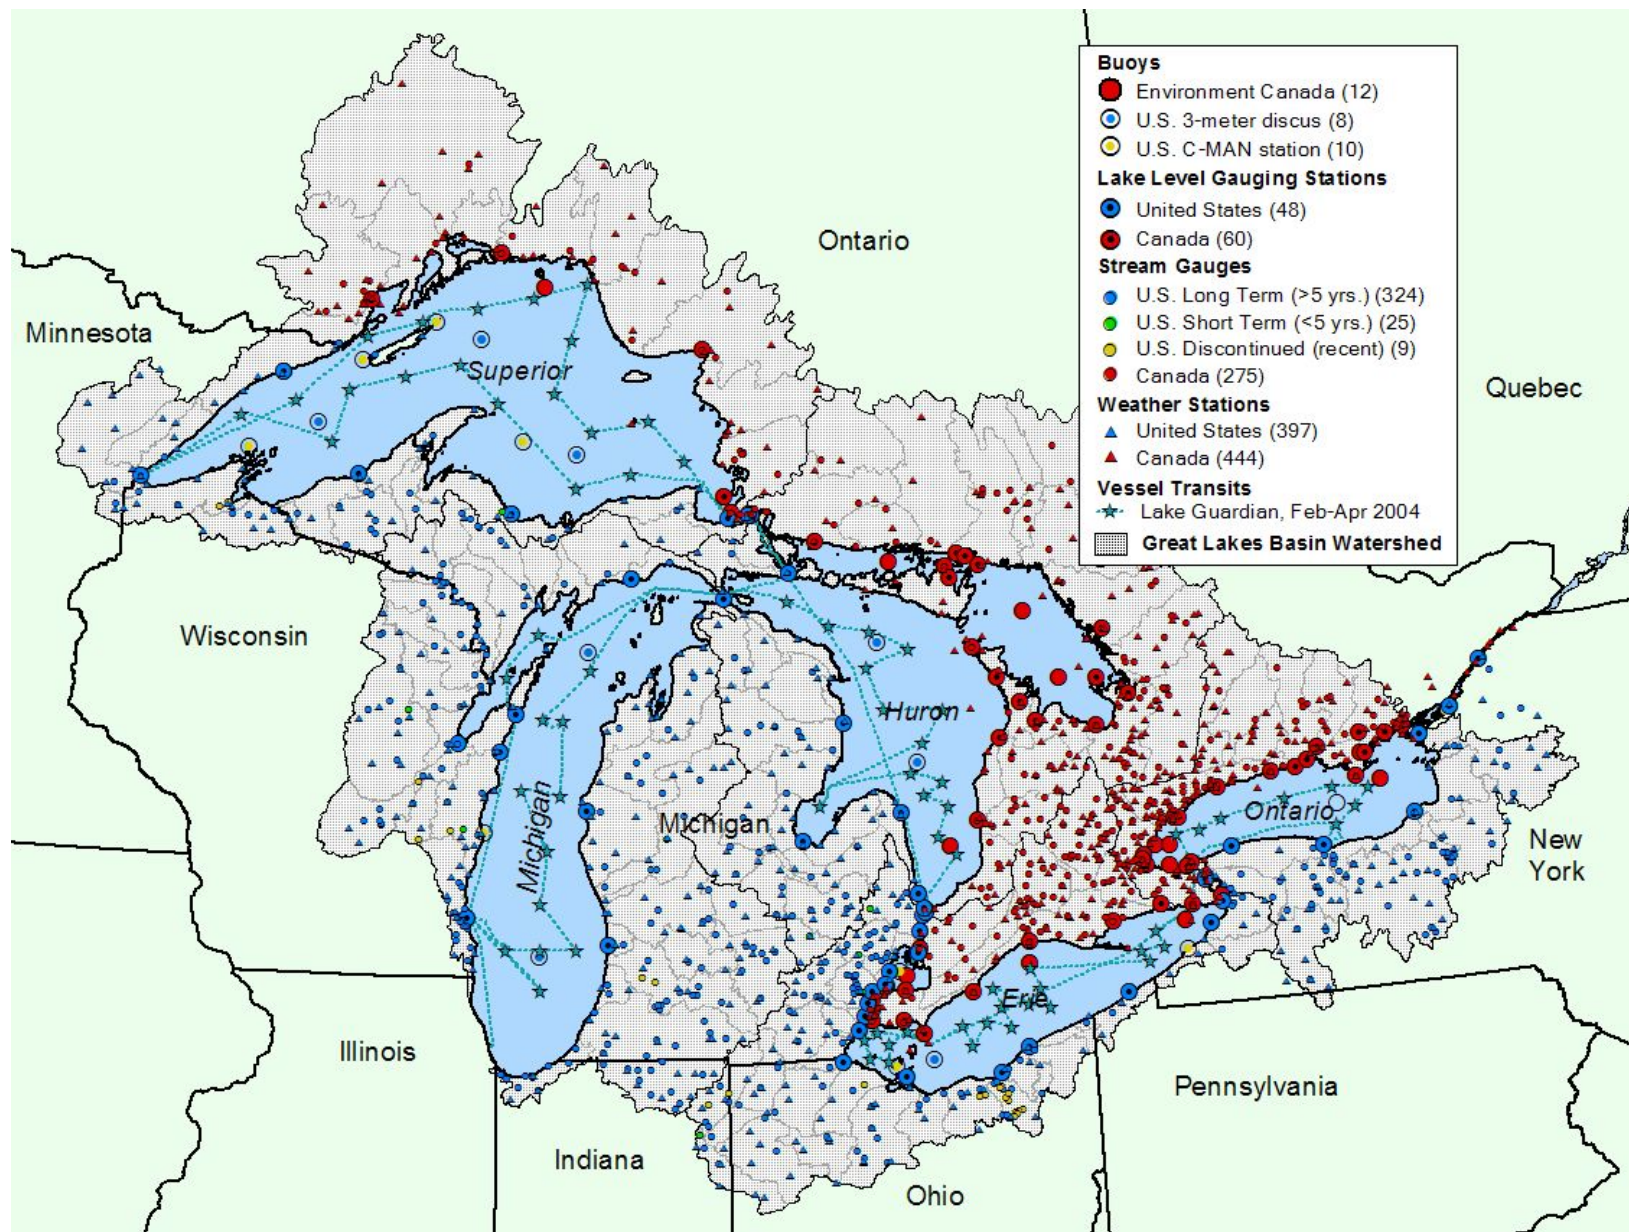 Buoys
Environment Canada (12)
U.S. 3-meter discus (8)
U.S. C-MAN station (10)
Lake Level Gauging Stations
United States (48)
Canada (60)
Stream Gauges
U.S. Long Term (>5 yrs.) (324)
U.S. Short Term (<5 yrs.) (25)
U.S. Discontinued (recent) (9)
Canada (275)
Weather Stations
United States (397)
Canada (444)
Vessel Transits
Lake Guardian, Feb-Apr 2004
Great Lakes Basin Watershed
Ontario
Minnesota
Superior
Quebec
Wisconsin
Huron
Michigan
Michigan
Ontario
New
York
Erie
Illinois
Pennsylvania
Indiana
Ohio